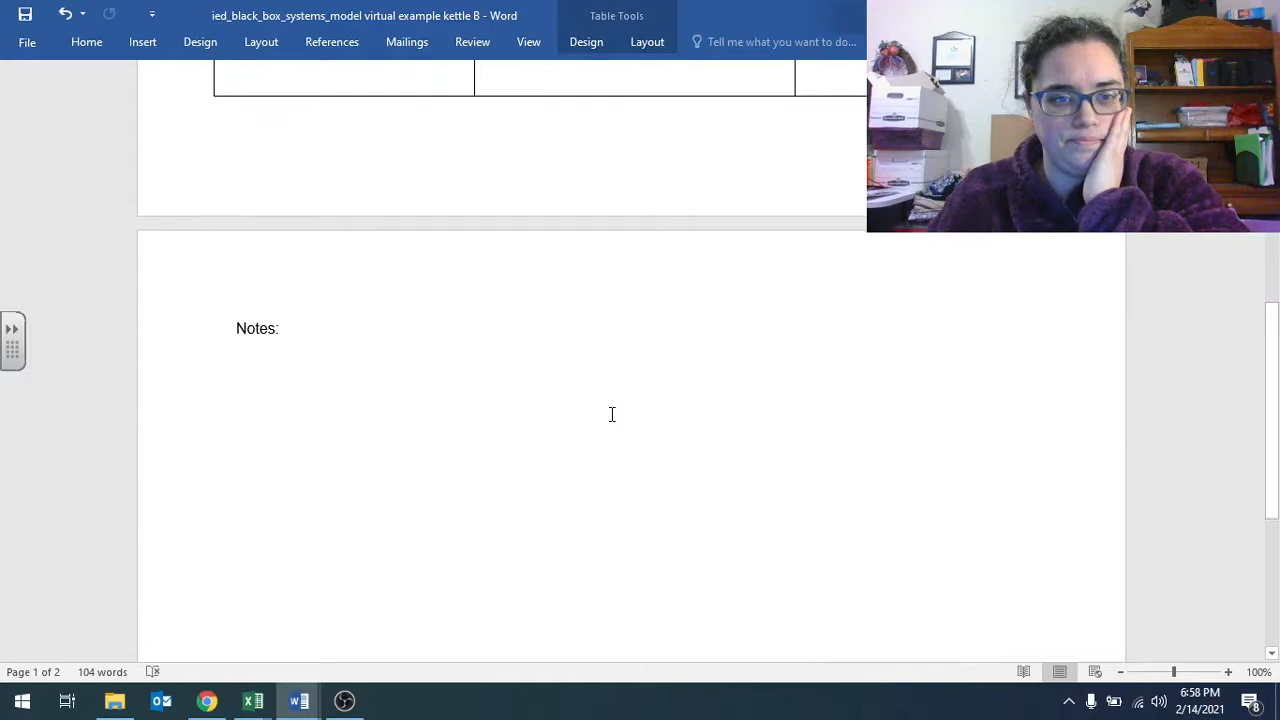 ied_black_box_systems_model virtual example kettle B - Word
Table Tools
File Home Insert Design Layout References Mailings Review View Design Layout Tell me what you want to do...
Notes:
Page 1 of 2 104 words
100%
6:58 PM
2/14/2021
8